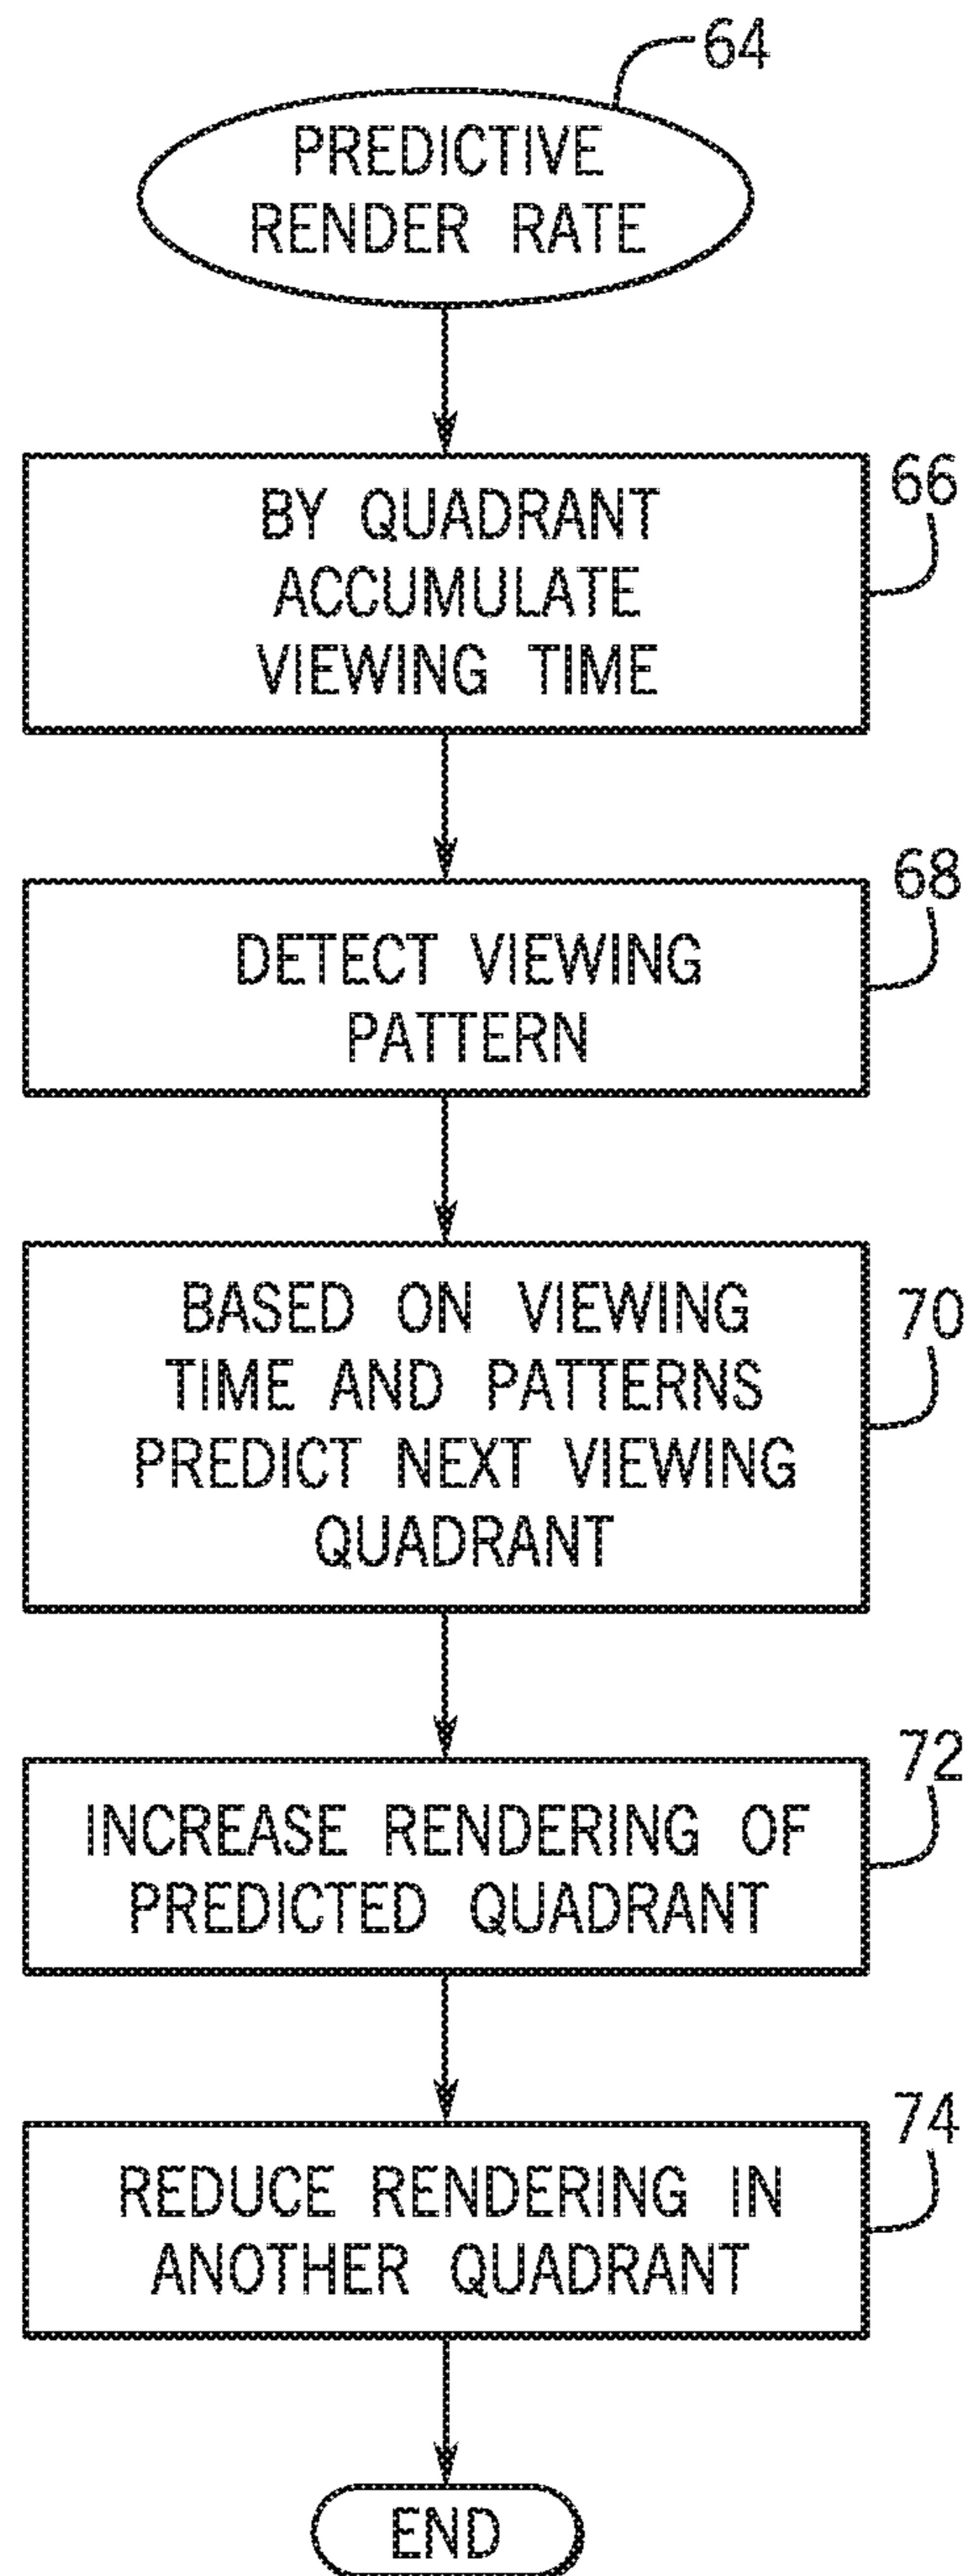 64
PREDICTIVE
RENDER RATE
66
BY QUADRANT
ACCUMULATE
VIEWING TIME
68
DETECT VIEWING
PATTERN
70
BASED ON VIEWING
TIME AND PATTERNS
PREDICT NEXT VIEWING
QUADRANT
72
INCREASE RENDERING OF
PREDICTED QUADRANT
74
REDUCE RENDERING IN
ANOTHER QUADRANT
END